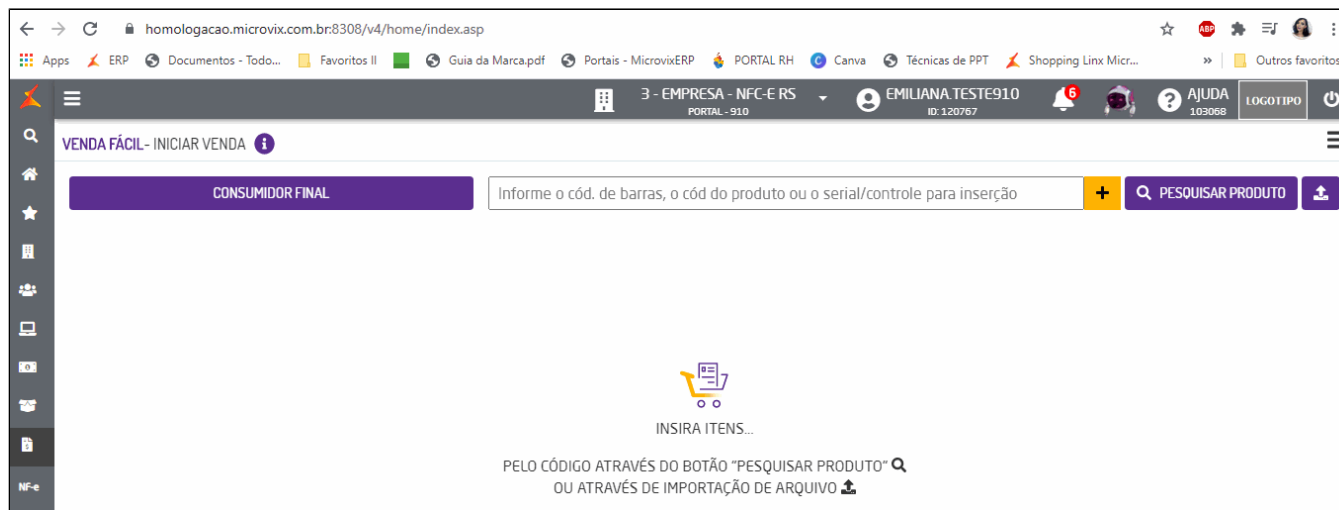 homologacao.microvix.com.br:8308/v4/home/index.asp
ABP
Apps ERP Documentos - Todo... Favoritos II Guia da Marca.pdf Portais - MicrovixERP PORTAL RH Canva Técnicas de PPT Shopping Linx Micr... » Outros favoritos
3 - EMPRESA - NFC-E RS EMILIANA.TESTE910 6 AJUDA LOGOTIPO
PORTAL - 910 ID: 120767 103068
VENDA FÁCIL- INICIAR VENDA
CONSUMIDOR FINAL Informe o cód. de barras, o cód do produto ou o serial/controle para inserção + PESQUISAR PRODUTO
INSIRA ITENS...
PELO CÓDIGO ATRAVÉS DO BOTÃO "PESQUISAR PRODUTO"
OU ATRAVÉS DE IMPORTAÇÃO DE ARQUIVO
NF-e